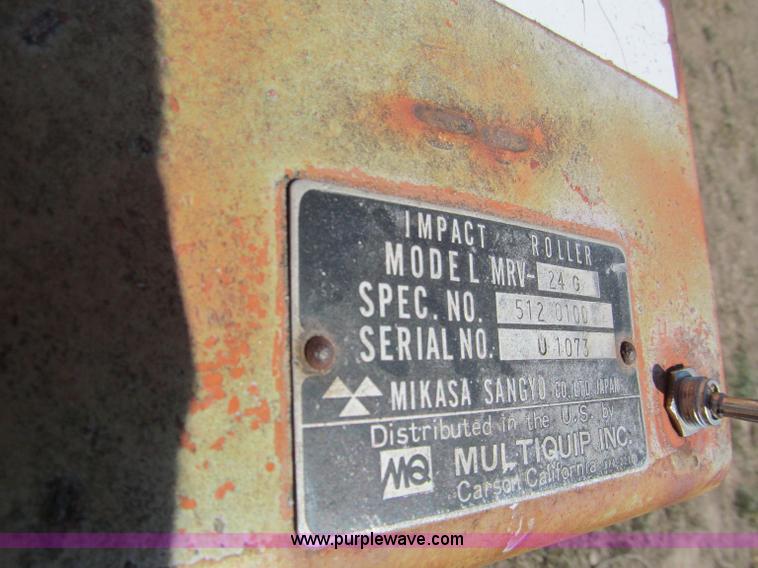 IMPACT ROLLER
MODEL MRV- 24 G
SPEC. NO. 512 0100
SERIAL NO. U 1073
MIKASA SANGYO CO., LTD. JAPAN
Distributed in the U.S. by
MQ MULTIQUIP INC.
Carson California
www.purplewave.com